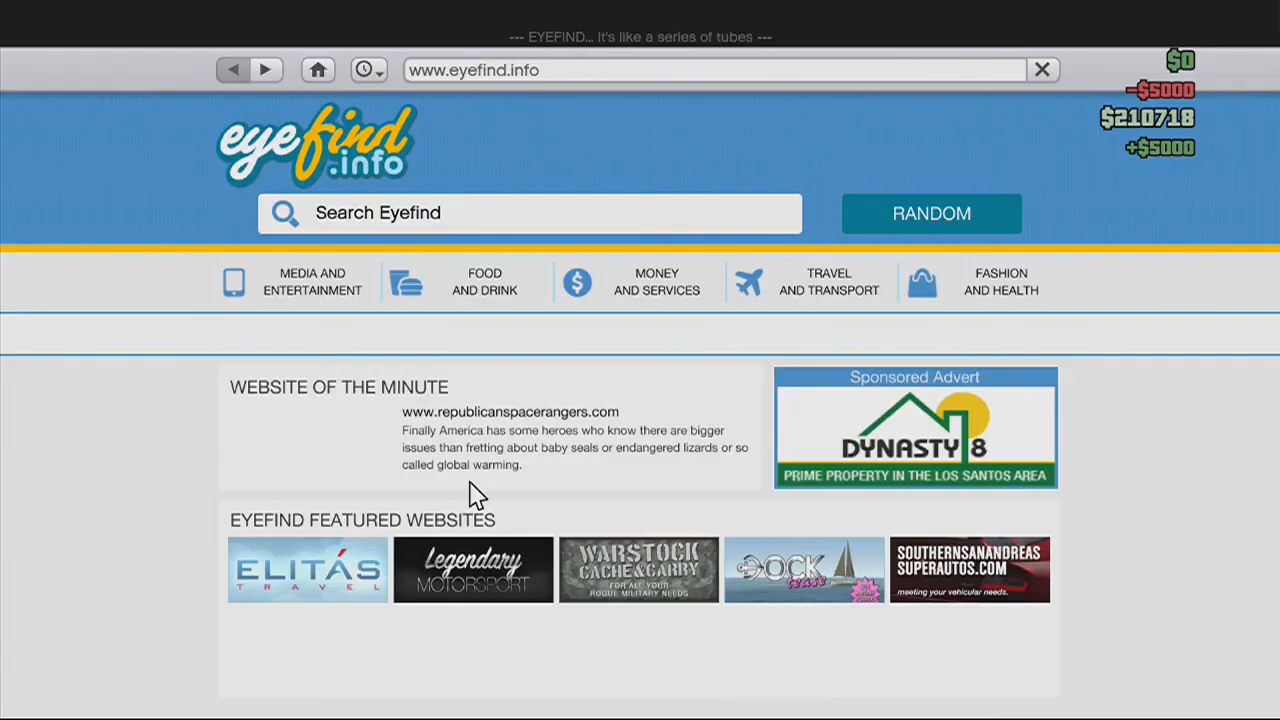 --- EYEFIND... It's like a series of tubes ---
www.eyefind.info
$0
-$5000
$210718
+$5000
eyefind
.info
Search Eyefind
RANDOM
MEDIA AND
ENTERTAINMENT
FOOD
AND DRINK
MONEY
AND SERVICES
TRAVEL
AND TRANSPORT
FASHION
AND HEALTH
WEBSITE OF THE MINUTE
www.republicanspacerangers.com
Finally America has some heroes who know there are bigger
issues than fretting about baby seals or endangered lizards or so
called global warming.
Sponsored Advert
DYNASTY 8
PRIME PROPERTY IN THE LOS SANTOS AREA
EYEFIND FEATURED WEBSITES
ELITÁS
TRAVEL
Legendary
MOTORSPORT
WARSTOCK
CACHE&CARRY
FOR ALL YOUR
ROGUE MILITARY NEEDS
DOCK
tease
SOUTHERNSANANDREAS
SUPERAUTOS.COM
meeting your vehicular needs.